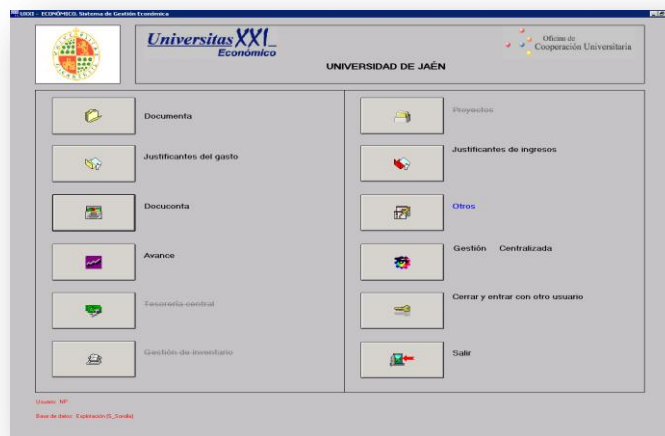 UXXI - ECONÓMICO. Sistema de Gestión Económica
Universitas XXI
Económico
Oficina de
Cooperación Universitaria
UNIVERSIDAD DE JAÉN
Documenta
Justificantes del gasto
Docuconta
Avance
Tesorería central
Gestión de inventario
Proyectos
Justificantes de ingresos
Otros
Gestión Centralizada
Cerrar y entrar con otro usuario
Salir
Usuario: NP
Base de datos: Explotación